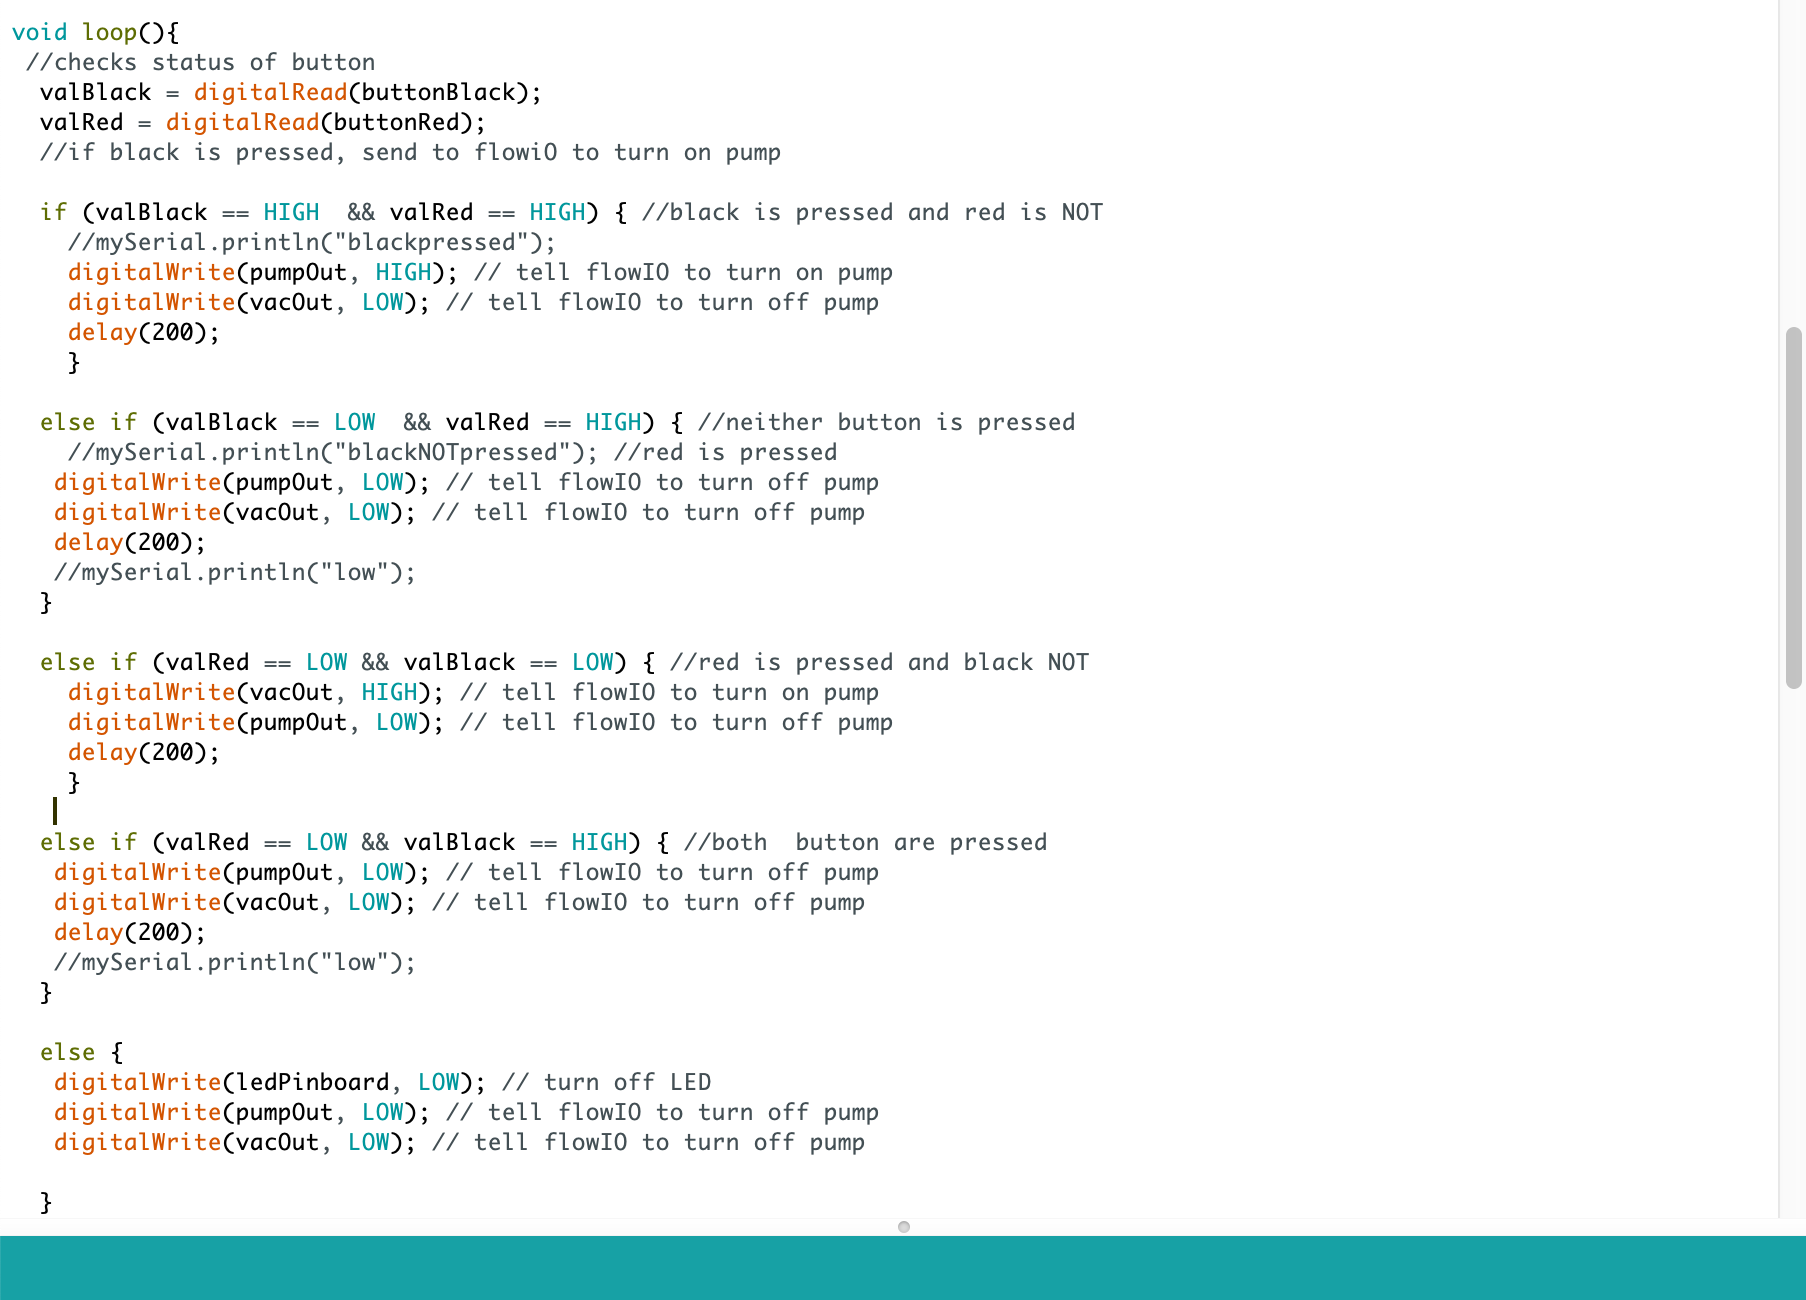 void loop(){
//checks status of button
valBlack = digitalRead(buttonBlack);
valRed = digitalRead(buttonRed);
//if black is pressed, send to flowiO to turn on pump
if (valBlack == HIGH  && valRed == HIGH) { //black is pressed and red is NOT
//mySerial.println("blackpressed");
digitalWrite(pumpOut, HIGH); // tell flowIO to turn on pump
digitalWrite(vacOut, LOW); // tell flowIO to turn off pump
delay(200);
}
else if (valBlack == LOW  && valRed == HIGH) { //neither button is pressed
//mySerial.println("blackNOTpressed"); //red is pressed
digitalWrite(pumpOut, LOW); // tell flowIO to turn off pump
digitalWrite(vacOut, LOW); // tell flowIO to turn off pump
delay(200);
//mySerial.println("low");
}
else if (valRed == LOW && valBlack == LOW) { //red is pressed and black NOT
digitalWrite(vacOut, HIGH); // tell flowIO to turn on pump
digitalWrite(pumpOut, LOW); // tell flowIO to turn off pump
delay(200);
}
else if (valRed == LOW && valBlack == HIGH) { //both  button are pressed
digitalWrite(pumpOut, LOW); // tell flowIO to turn off pump
digitalWrite(vacOut, LOW); // tell flowIO to turn off pump
delay(200);
//mySerial.println("low");
}
else {
digitalWrite(ledPinboard, LOW); // turn off LED
digitalWrite(pumpOut, LOW); // tell flowIO to turn off pump
digitalWrite(vacOut, LOW); // tell flowIO to turn off pump
}